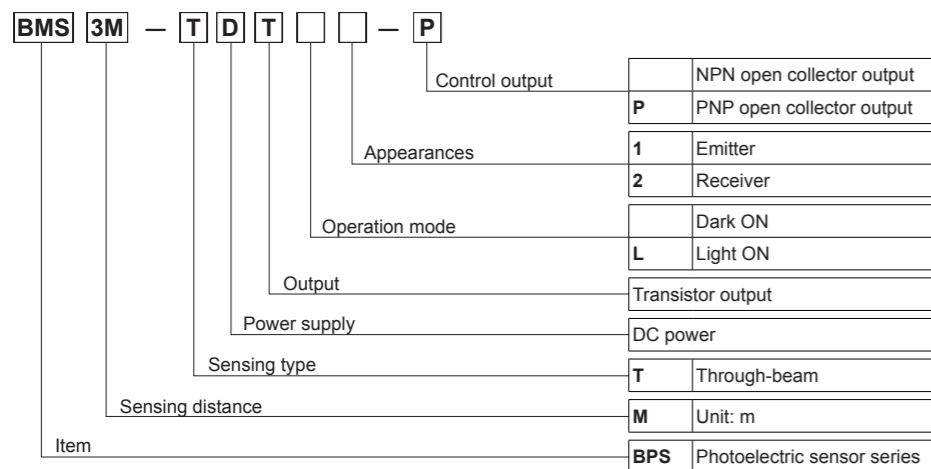 BMS 3M — T D T — P
Control output
NPN open collector output
P PNP open collector output
Appearances
1 Emitter
2 Receiver
Operation mode
Dark ON
L Light ON
Output
Transistor output
Power supply
DC power
Sensing type
T Through-beam
Sensing distance
M Unit: m
Item
BPS Photoelectric sensor series